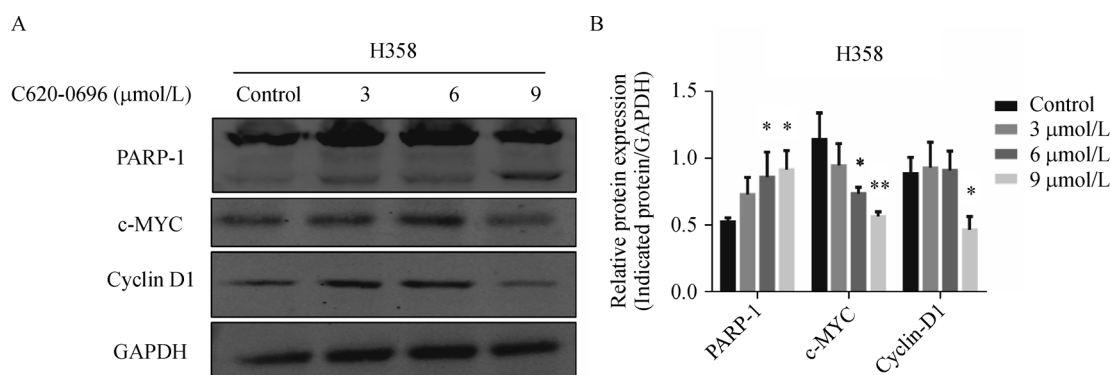 A
H358
C620-0696 (μmol/L)
Control 3 6 9
PARP-1
c-MYC
Cyclin D1
GAPDH
B
H358
Relative protein expression
(Indicated protein/GAPDH)
1.5
1.0
0.5
0.0
* *
* **
*
PARP-1
c-MYC
Cyclin-D1
Control
3 μmol/L
6 μmol/L
9 μmol/L